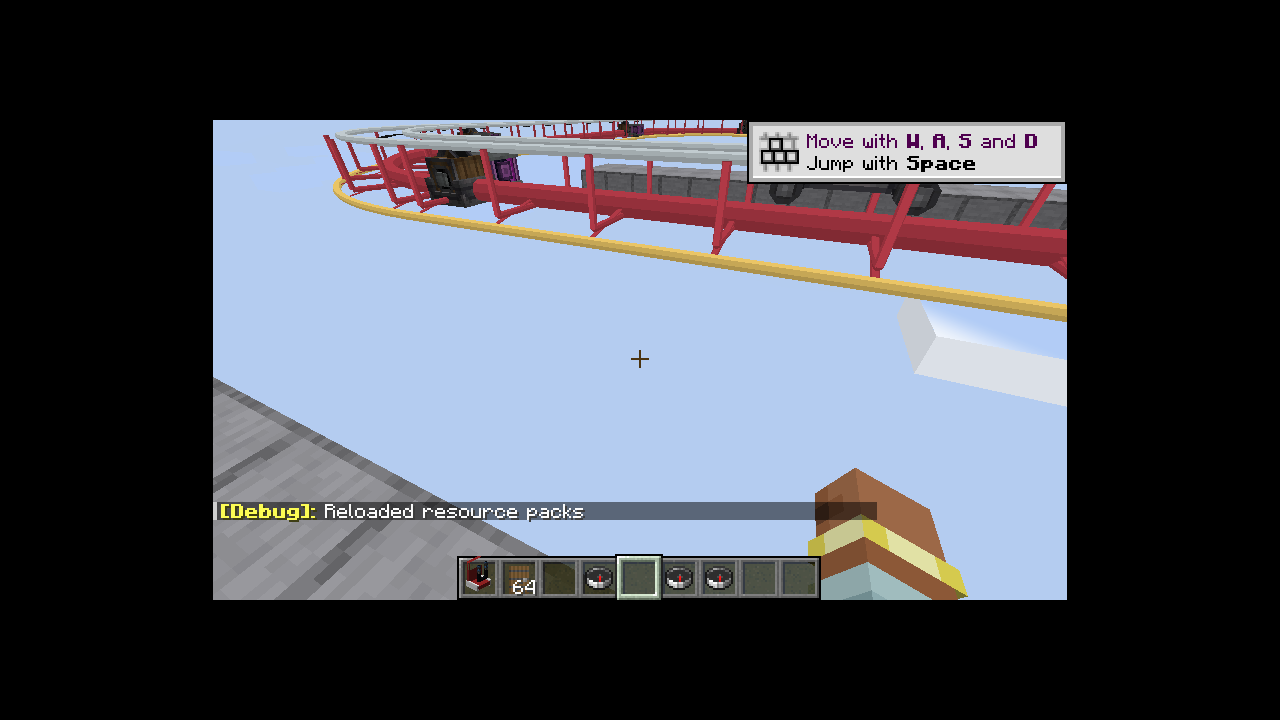 Move with W, A, S and D
Jump with Space
[Debug]: Reloaded resource packs
64